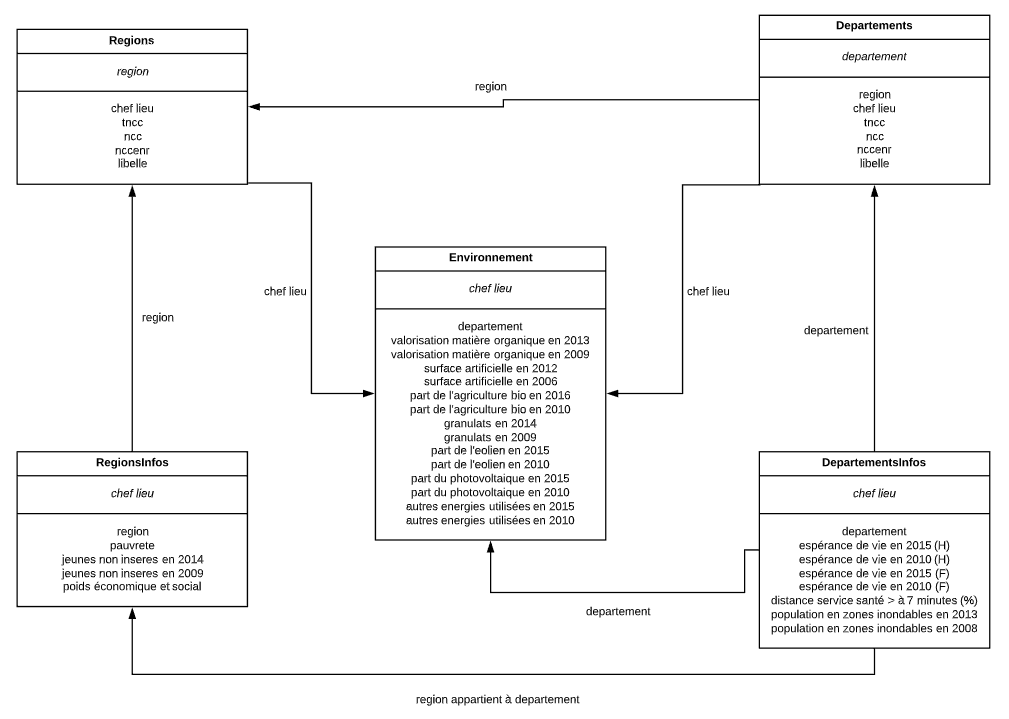 Regions
region
chef lieu
tncc
ncc
nccenr
libelle
Departements
departement
region
chef lieu
tncc
ncc
nccenr
libelle
region
chef lieu
chef lieu
region
departement
Environnement
chef lieu
departement
valorisation matière organique en 2013
valorisation matière organique en 2009
surface artificielle en 2012
surface artificielle en 2006
part de l'agriculture bio en 2016
part de l'agriculture bio en 2010
granulats en 2014
granulats en 2009
part de l'eolien en 2015
part de l'eolien en 2010
part du photovoltaique en 2015
part du photovoltaique en 2010
autres energies utilisées en 2015
autres energies utilisées en 2010
RegionsInfos
chef lieu
region
pauvrete
jeunes non inseres en 2014
jeunes non inseres en 2009
poids économique et social
DepartementsInfos
chef lieu
departement
espérance de vie en 2015 (H)
espérance de vie en 2010 (H)
espérance de vie en 2015 (F)
espérance de vie en 2010 (F)
distance service santé > à 7 minutes (%)
population en zones inondables en 2013
population en zones inondables en 2008
departement
region appartient à departement